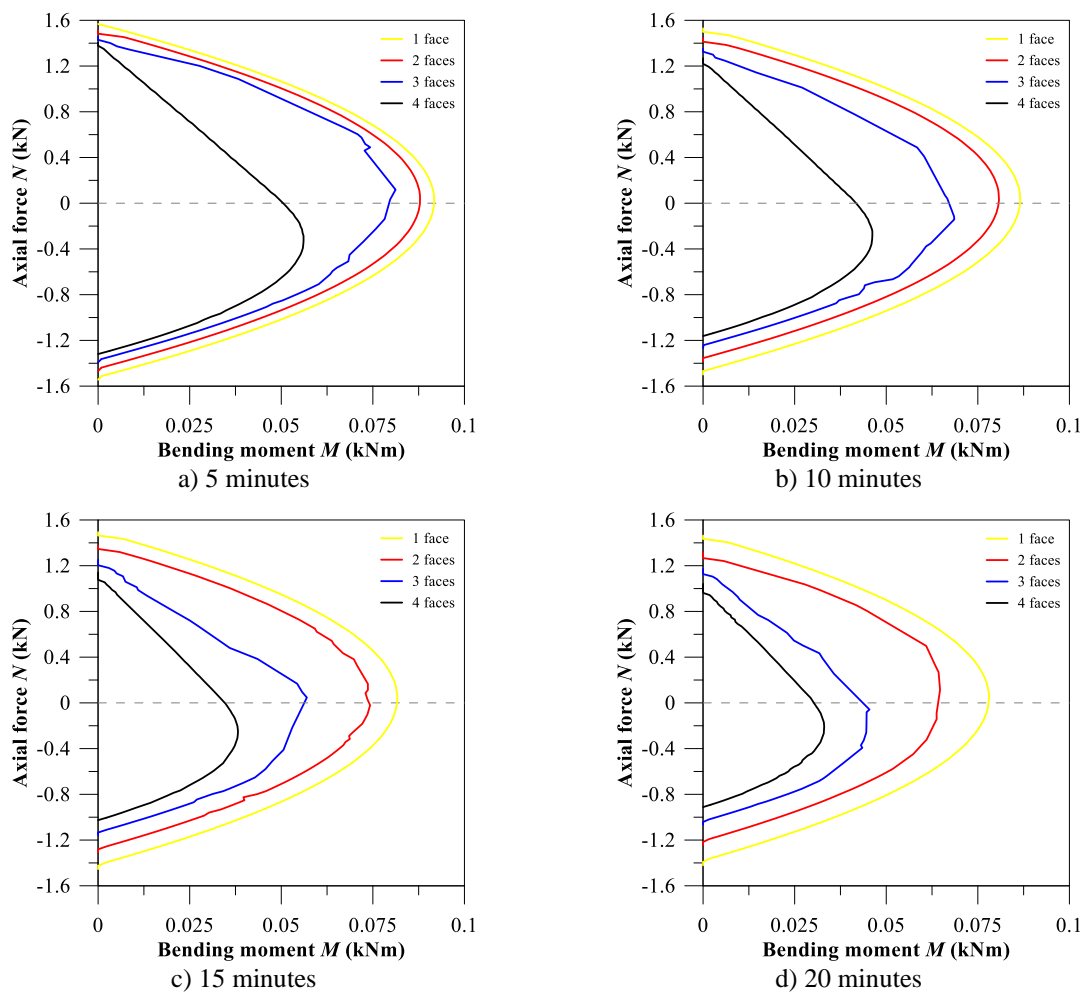 1.6
1.2
0.8
0.4
0
-0.4
-0.8
-1.2
-1.6
Axial force N (kN)
1 face
2 faces
3 faces
4 faces
0
0.025
0.05
0.075
0.1
Bending moment M (kNm)
a) 5 minutes
1.6
1.2
0.8
0.4
0
-0.4
-0.8
-1.2
-1.6
Axial force N (kN)
1 face
2 faces
3 faces
4 faces
0
0.025
0.05
0.075
0.1
Bending moment M (kNm)
b) 10 minutes
1.6
1.2
0.8
0.4
0
-0.4
-0.8
-1.2
-1.6
Axial force N (kN)
1 face
2 faces
3 faces
4 faces
0
0.025
0.05
0.075
0.1
Bending moment M (kNm)
c) 15 minutes
1.6
1.2
0.8
0.4
0
-0.4
-0.8
-1.2
-1.6
Axial force N (kN)
1 face
2 faces
3 faces
4 faces
0
0.025
0.05
0.075
0.1
Bending moment M (kNm)
d) 20 minutes